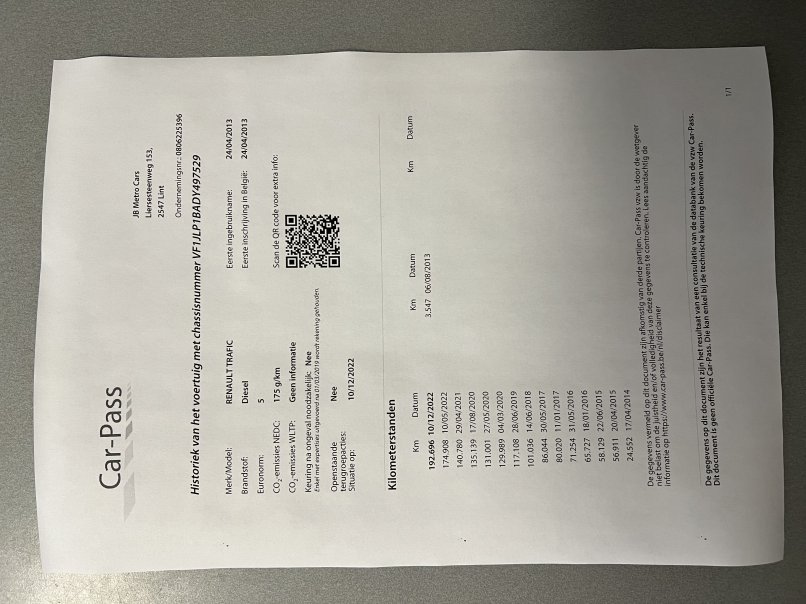 Car-Pass
JB Metro Cars
Liersesteenweg 153,
2547 Lint
Ondernemingsnr.: 0806225396
Historiek van het voertuig met chassisnummer VF1JLP1BADY497529
Merk/Model: RENAULT TRAFIC
Eerste ingebruikname: 24/04/2013
Brandstof: Diesel
Eerste inschrijving in België: 24/04/2013
Euronorm: 5
CO2-emissies NEDC: 175 g/km
Scan de QR code voor extra info:
CO2-emissies WLTP: Geen informatie
Keuring na ongeval noodzakelijk: Nee
Enkel met expertises uitgevoerd na 01/03/2019 wordt rekening gehouden.
Openstaande Nee
terugroepacties:
Situatie op: 10/12/2022
Kilometerstanden
Km Datum Km Datum Km Datum
192.696 10/12/2022 3.547 06/08/2013
174.908 10/05/2022
140.780 29/04/2021
135.139 17/08/2020
131.001 27/05/2020
129.989 04/03/2020
117.108 28/06/2019
101.036 14/06/2018
86.044 30/05/2017
80.020 11/01/2017
71.254 31/05/2016
65.727 18/01/2016
58.129 22/06/2015
56.911 20/04/2015
24.552 17/04/2014
De gegevens vermeld op dit document zijn afkomstig van derde partijen. Car-Pass vzw is door de wetgever
niet belast om de juistheid en/of volledigheid van deze gegevens te controleren. Lees aandachtig de
informatie op https://www.car-pass.be/nl/disclaimer
De gegevens op dit document zijn het resultaat van een consultatie van de databank van de vzw Car-Pass.
Dit document is geen officiële Car-Pass. Die kan enkel bij de technische keuring bekomen worden.
1/1